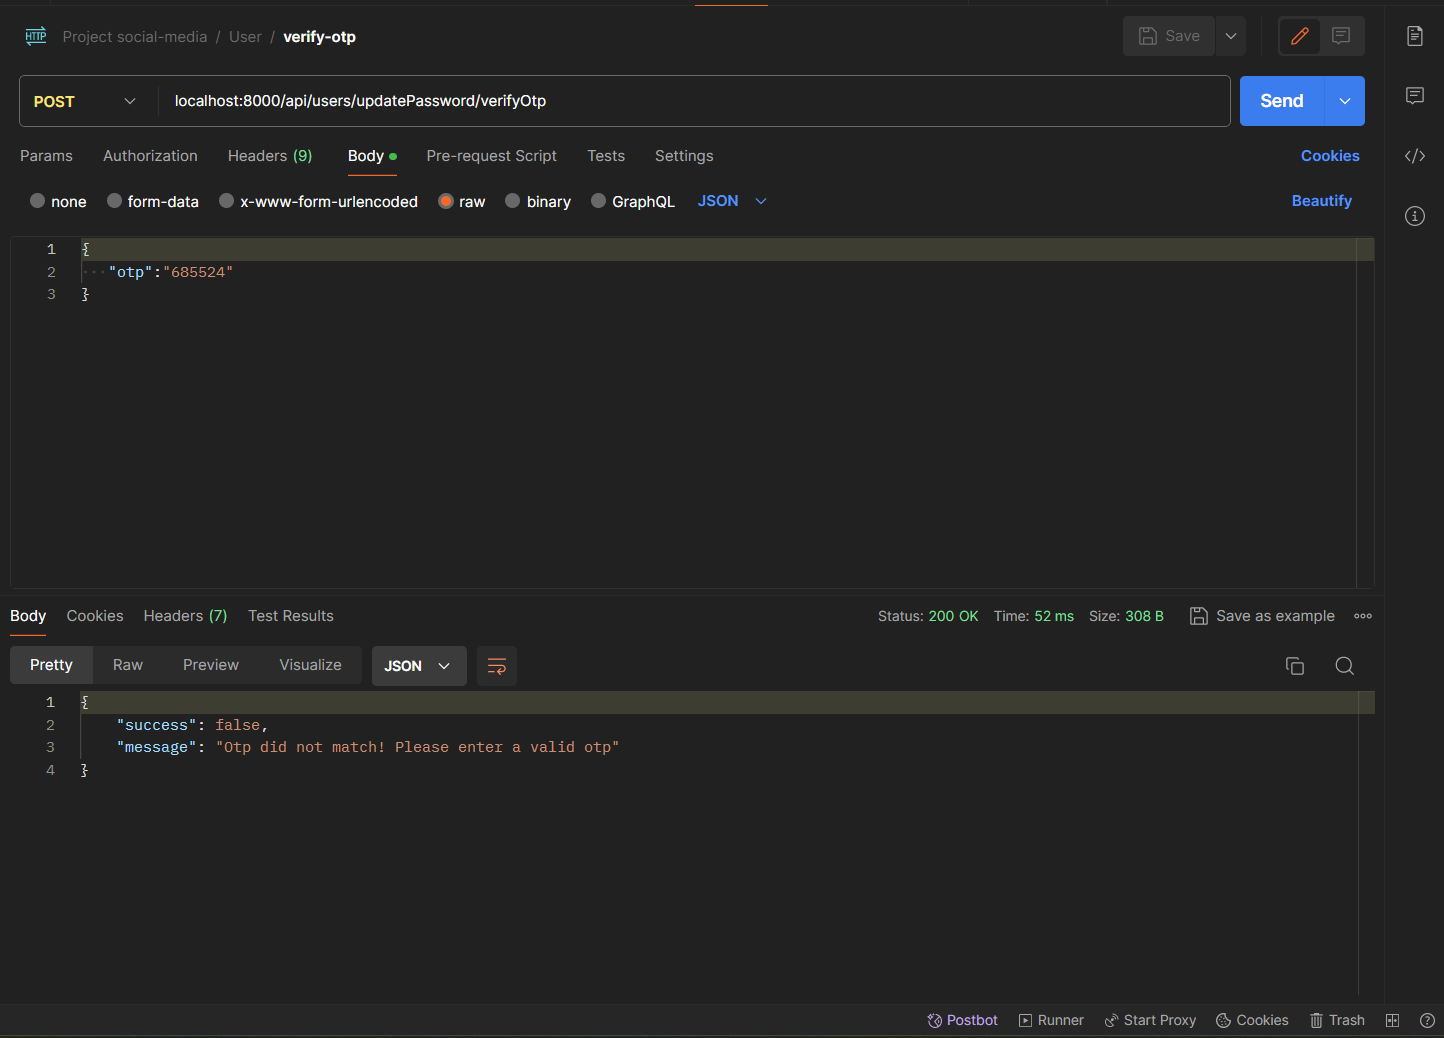 HTTP Project social-media / User / verify-otp Save
POST localhost:8000/api/users/updatePassword/verifyOtp Send
Params Authorization Headers (9) Body Pre-request Script Tests Settings Cookies
none form-data x-www-form-urlencoded raw binary GraphQL JSON Beautify
1 {
2 "otp":"685524"
3 }
Body Cookies Headers (7) Test Results Status: 200 OK Time: 52 ms Size: 308 B Save as example
Pretty Raw Preview Visualize JSON
1 {
2 "success": false,
3 "message": "Otp did not match! Please enter a valid otp"
4 }
Postbot Runner Start Proxy Cookies Trash